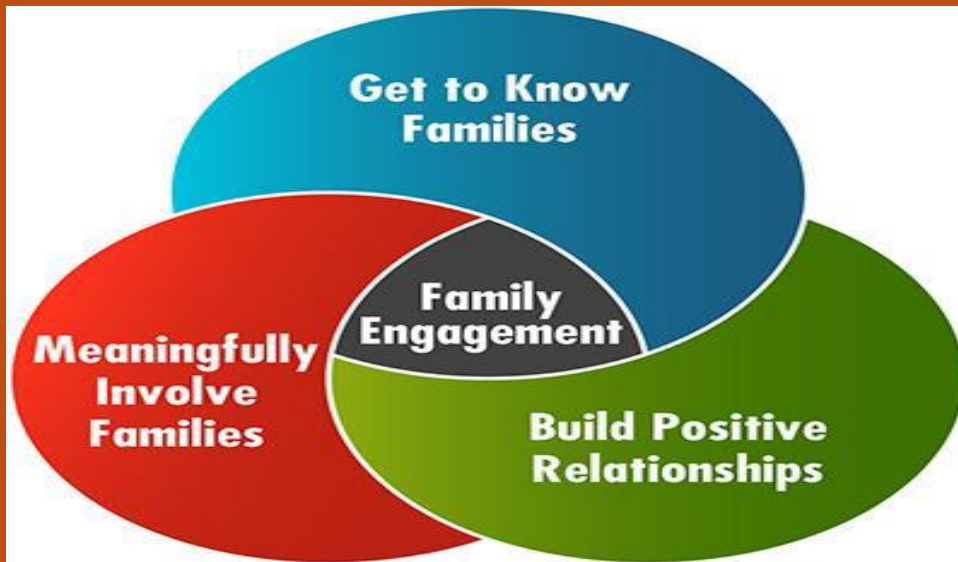 Get to Know
Families
Family
Engagement
Meaningfully
Involve
Families
Build Positive
Relationships